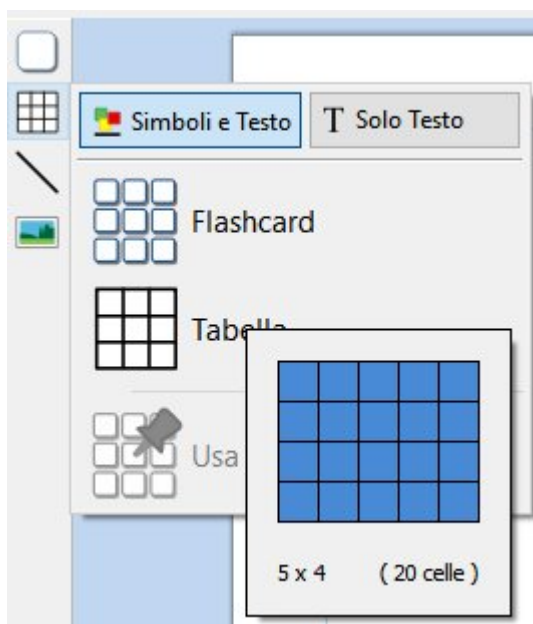 Simboli e Testo
T Solo Testo
Flashcard
Tabella
Usa
5 x 4 ( 20 celle )